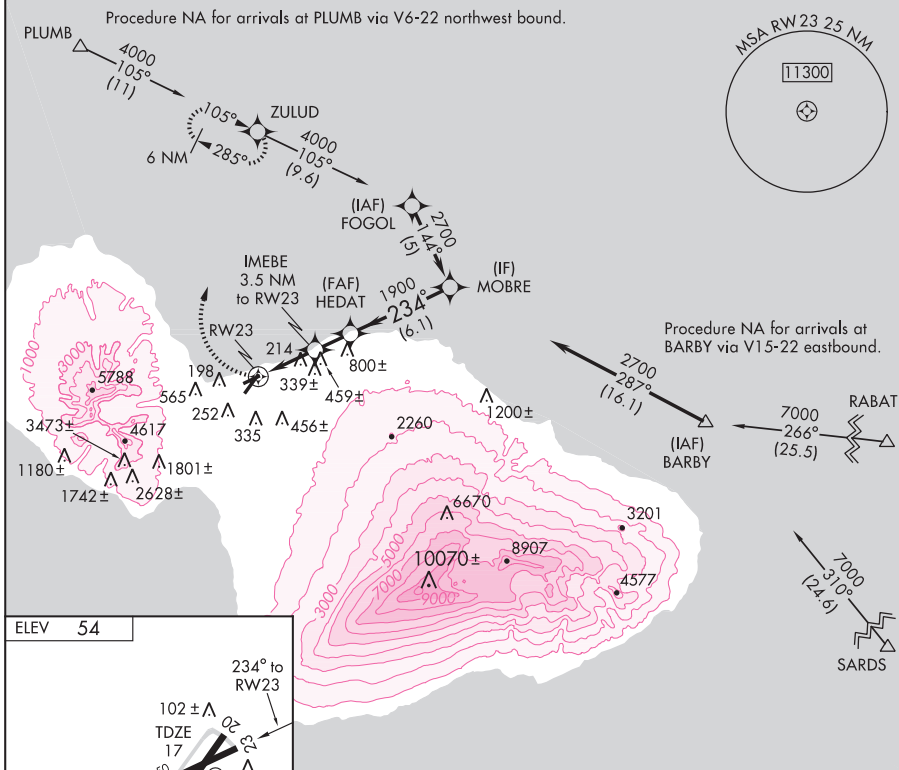 Procedure NA for arrivals at PLUMB via V6-22 northwest bound.
MSA RW 23 25 NM
11300
PLUMB
4000
105°
(11)
105°
ZULUD
285°
6 NM
4000
105°
(9.6)
(IAF)
FOGOL
2700
144°
(5)
(IF)
MOBRE
IMEBE
3.5 NM
to RW23
(FAF)
HEDAT
1900
234°
(6.1)
RW23
Procedure NA for arrivals at
BARBY via V15-22 eastbound.
2700
287°
(16.1)
(IAF)
BARBY
7000
266°
(25.5)
RABAT
7000
310°
(24.6)
SARDS
1000
3000
5788
198
565
214
339±
459±
800±
252
335
456±
1200±
2260
3473±
4617
1180±
1801±
1742±
2628±
6670
3201
5000
8907
10070±
7000
9000
4577
3000
ELEV 54
234° to
RW23
102±
20
TDZE
17
23